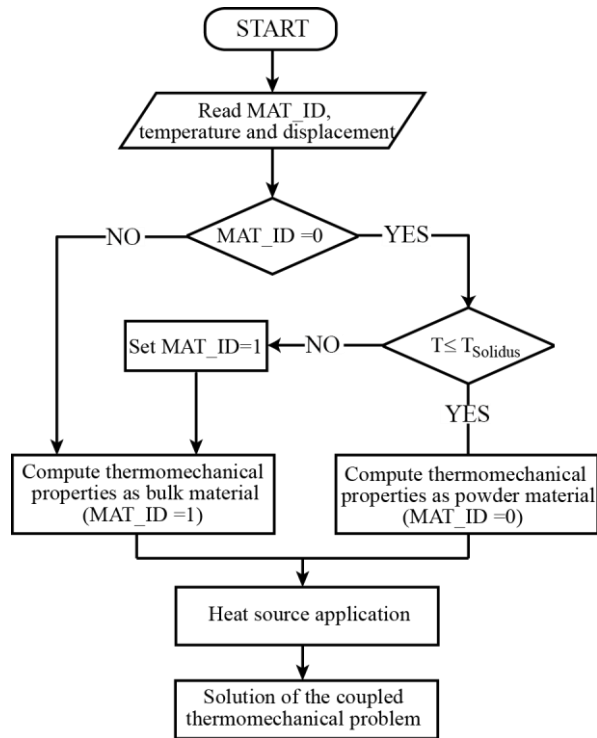 START
Read MAT_ID,
temperature and displacement
NO
MAT_ID =0
YES
Set MAT_ID=1
NO
T≤ T_Solidus
YES
Compute thermomechanical
properties as bulk material
(MAT_ID =1)
Compute thermomechanical
properties as powder material
(MAT_ID =0)
Heat source application
Solution of the coupled
thermomechanical problem